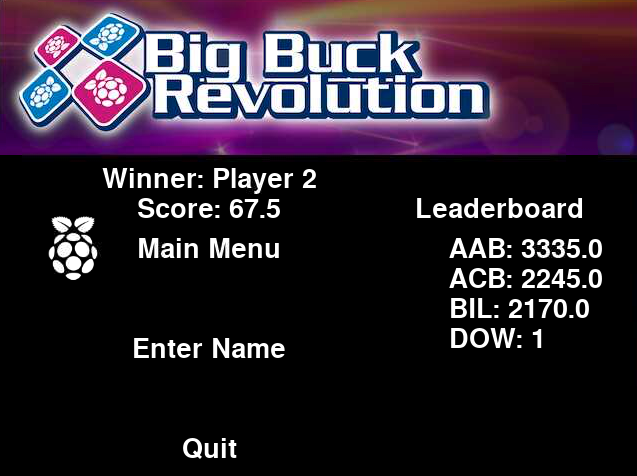 Big Buck
Revolution
Winner: Player 2
Score: 67.5
Main Menu
Enter Name
Quit
Leaderboard
AAB: 3335.0
ACB: 2245.0
BIL: 2170.0
DOW: 1